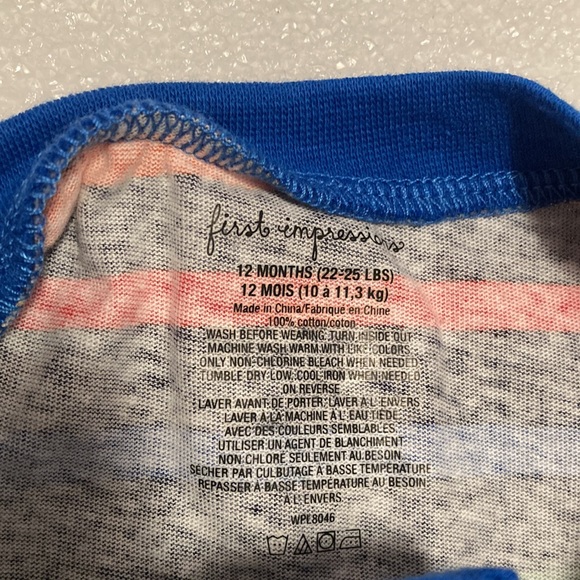 first impressions
12 MONTHS (22-25 LBS)
12 MOIS (10 à 11,3 kg)
Made in China/Fabriqué en Chine
100% cotton/coton
WASH BEFORE WEARING. TURN INSIDE OUT
MACHINE WASH WARM WITH LIKE COLORS
ONLY NON-CHLORINE BLEACH WHEN NEEDED
TUMBLE DRY LOW. COOL IRON WHEN NEEDED
ON REVERSE
LAVER AVANT DE PORTER. LAVER À L'ENVERS
LAVER À LA MACHINE À L'EAU TIÈDE
AVEC DES COULEURS SEMBLABLES.
UTILISER UN AGENT DE BLANCHIMENT
NON CHLORÉ SEULEMENT AU BESOIN.
SÉCHER PAR CULBUTAGE À BASSE TEMPÉRATURE
REPASSER À BASSE TEMPÉRATURE AU BESOIN
À L'ENVERS.
WPF8046